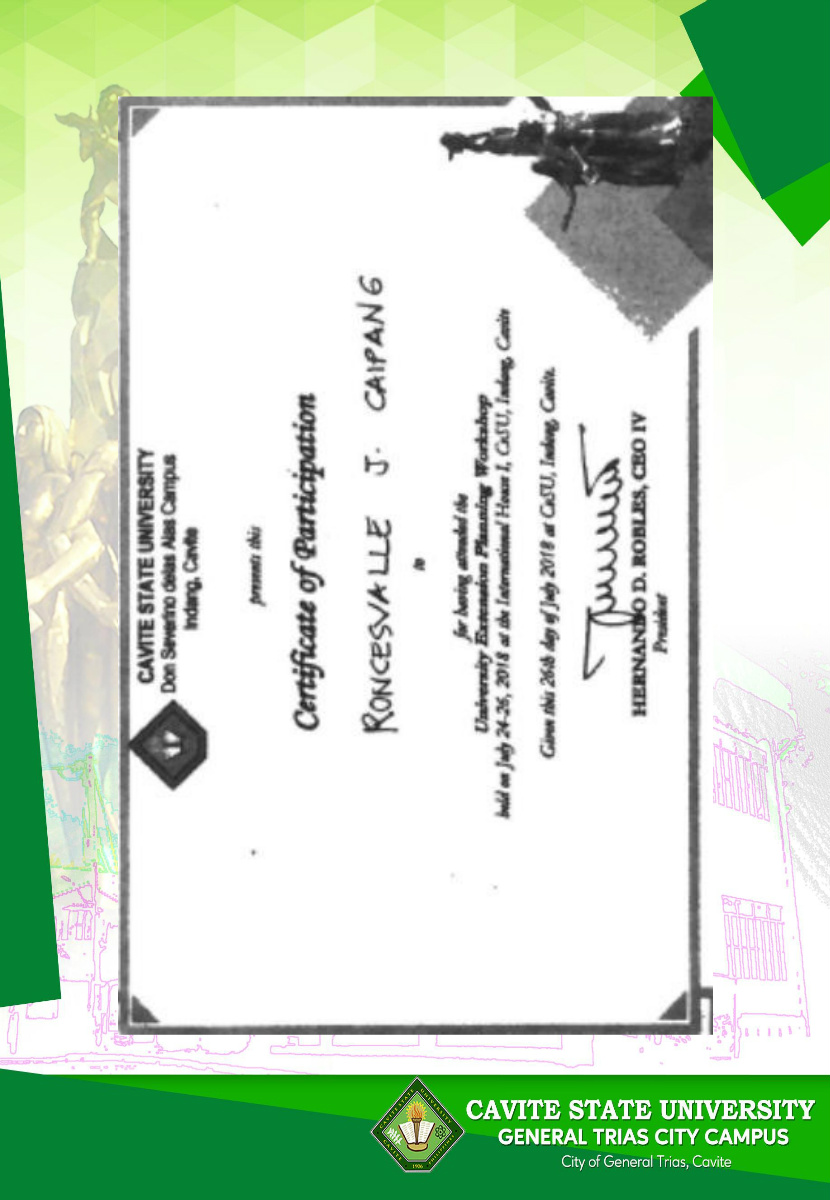 CAVITE STATE UNIVERSITY
Don Severino delas Alas Campus
Indang, Cavite
presents this
Certificate of Participation
to
RONCESVALLE J. CAIPANG
for having attended the
University Extension Planning Workshop
held on July 24-26, 2018 at the International House I, CvSU, Indang, Cavite
Given this 26th day of July 2018 at CvSU, Indang, Cavite.
HERNANDO D. ROBLES, CEO IV
President
CAVITE STATE UNIVERSITY
GENERAL TRIAS CITY CAMPUS
City of General Trias, Cavite